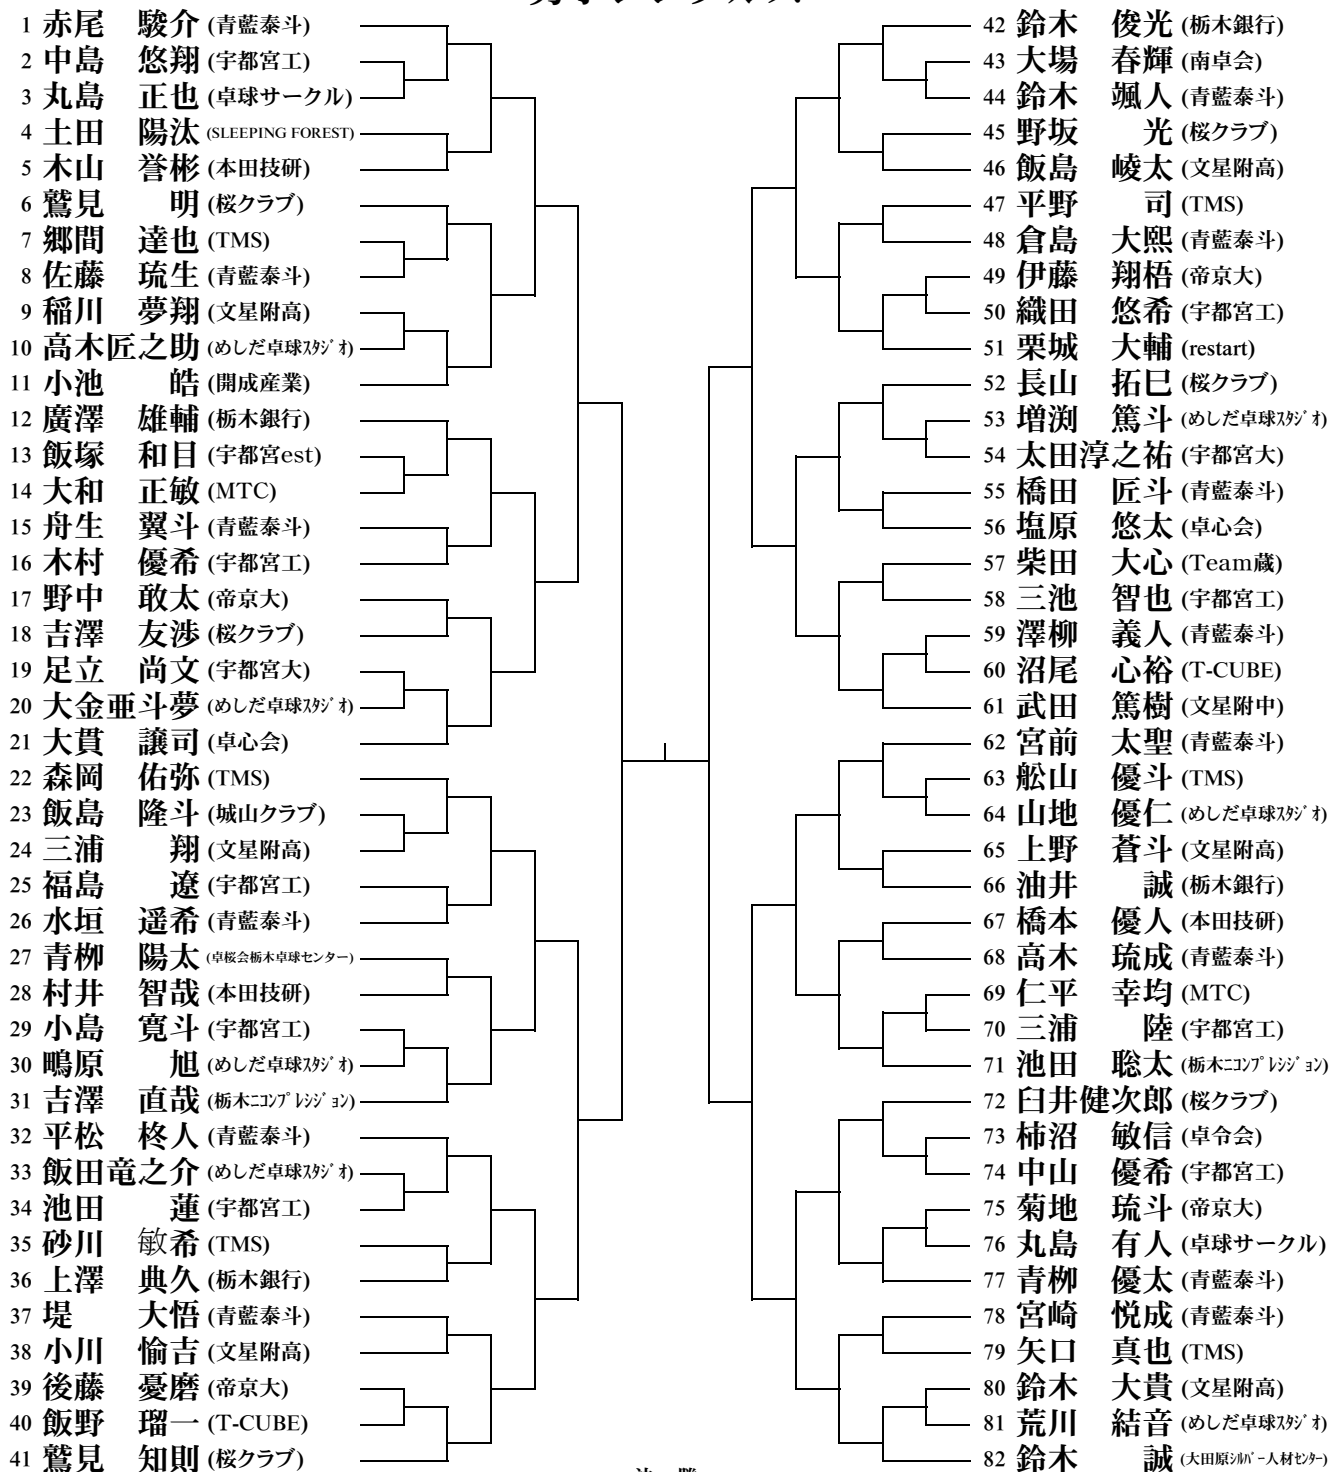 1 赤尾　駿介 (青藍泰斗)
2 中島　悠翔 (宇都宮工)
3 丸島　正也 (卓球サークル)
4 土田　陽汰 (SLEEPING FOREST)
5 木山　誉彬 (本田技研)
6 鷲見　明 (桜クラブ)
7 郷間　達也 (TMS)
8 佐藤　琉生 (青藍泰斗)
9 稲川　夢翔 (文星附高)
10 高木匠之助 (めしだ卓球ｽﾀｼﾞｵ)
11 小池　皓 (開成産業)
12 廣澤　雄輔 (栃木銀行)
13 飯塚　和目 (宇都宮est)
14 大和　正敏 (MTC)
15 舟生　翼斗 (青藍泰斗)
16 木村　優希 (宇都宮工)
17 野中　敢太 (帝京大)
18 吉澤　友渉 (桜クラブ)
19 足立　尚文 (宇都宮大)
20 大金亜斗夢 (めしだ卓球ｽﾀｼﾞｵ)
21 大貫　譲司 (卓心会)
22 森岡　佑弥 (TMS)
23 飯島　隆斗 (城山クラブ)
24 三浦　翔 (文星附高)
25 福島　遼 (宇都宮工)
26 水垣　遥希 (青藍泰斗)
27 青栁　陽太 (卓桜会栃木卓球センター)
28 村井　智哉 (本田技研)
29 小島　寛斗 (宇都宮工)
30 鴫原　旭 (めしだ卓球ｽﾀｼﾞｵ)
31 吉澤　直哉 (栃木ﾆｺﾝﾌﾟﾚｼｼﾞｮﾝ)
32 平松　柊人 (青藍泰斗)
33 飯田竜之介 (めしだ卓球ｽﾀｼﾞｵ)
34 池田　蓮 (宇都宮工)
35 砂川　敏希 (TMS)
36 上澤　典久 (栃木銀行)
37 堤　大悟 (青藍泰斗)
38 小川　愉吉 (文星附高)
39 後藤　憂磨 (帝京大)
40 飯野　瑠一 (T-CUBE)
41 鷲見　知則 (桜クラブ)
42 鈴木　俊光 (栃木銀行)
43 大場　春輝 (南卓会)
44 鈴木　颯人 (青藍泰斗)
45 野坂　光 (桜クラブ)
46 飯島　崚太 (文星附高)
47 平野　司 (TMS)
48 倉島　大熙 (青藍泰斗)
49 伊藤　翔梧 (帝京大)
50 織田　悠希 (宇都宮工)
51 栗城　大輔 (restart)
52 長山　拓巳 (桜クラブ)
53 増渕　篤斗 (めしだ卓球ｽﾀｼﾞｵ)
54 太田淳之祐 (宇都宮大)
55 橋田　匠斗 (青藍泰斗)
56 塩原　悠太 (卓心会)
57 柴田　大心 (Team蔵)
58 三池　智也 (宇都宮工)
59 澤柳　義人 (青藍泰斗)
60 沼尾　心裕 (T-CUBE)
61 武田　篤樹 (文星附中)
62 宮前　太聖 (青藍泰斗)
63 舩山　優斗 (TMS)
64 山地　優仁 (めしだ卓球ｽﾀｼﾞｵ)
65 上野　蒼斗 (文星附高)
66 油井　誠 (栃木銀行)
67 橋本　優人 (本田技研)
68 高木　琉成 (青藍泰斗)
69 仁平　幸均 (MTC)
70 三浦　陸 (宇都宮工)
71 池田　聡太 (栃木ﾆｺﾝﾌﾟﾚｼｼﾞｮﾝ)
72 臼井健次郎 (桜クラブ)
73 柿沼　敏信 (卓令会)
74 中山　優希 (宇都宮工)
75 菊地　琉斗 (帝京大)
76 丸島　有人 (卓球サークル)
77 青栁　優太 (青藍泰斗)
78 宮崎　悦成 (青藍泰斗)
79 矢口　真也 (TMS)
80 鈴木　大貴 (文星附高)
81 荒川　結音 (めしだ卓球ｽﾀｼﾞｵ)
82 鈴木　誠 (大田原ｼﾙﾊﾞｰ人材ｾﾝﾀｰ)